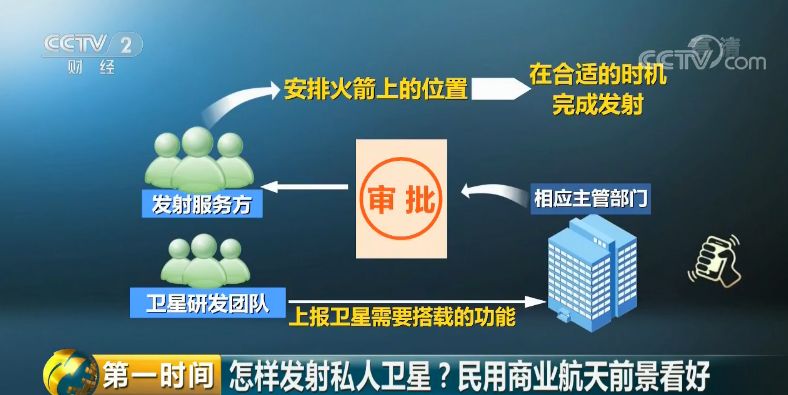 CCTV 2
财 经
高清
CCTV.com
安排火箭上的位置
在合适的时机
完成发射
发射服务方
审批
相应主管部门
卫星研发团队
上报卫星需要搭载的功能
第一时间
怎样发射私人卫星？民用商业航天前景看好